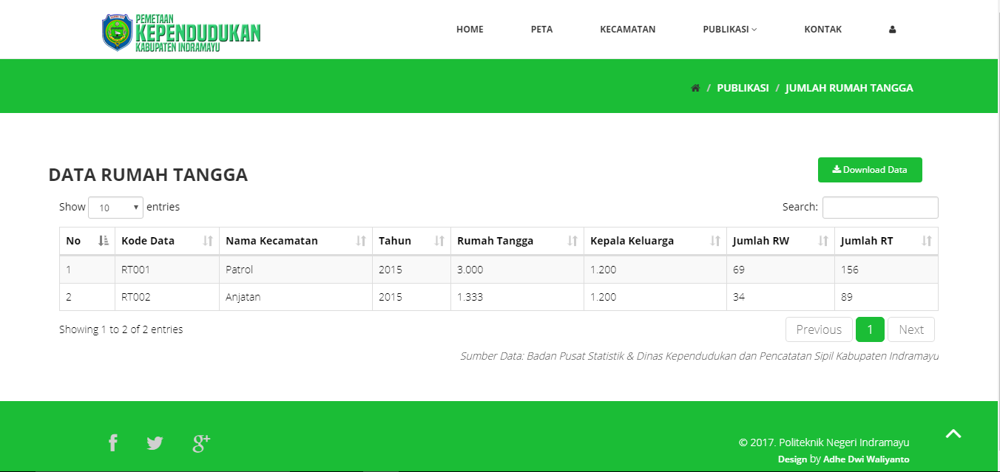 PEMETAAN
KEPENDUDUKAN
KABUPATEN INDRAMAYU
HOME PETA KECAMATAN PUBLIKASI KONTAK
/ PUBLIKASI / JUMLAH RUMAH TANGGA
DATA RUMAH TANGGA
Download Data
Show 10 entries
Search:
No Kode Data Nama Kecamatan Tahun Rumah Tangga Kepala Keluarga Jumlah RW Jumlah RT
1 RT001 Patrol 2015 3.000 1.200 69 156
2 RT002 Anjatan 2015 1.333 1.200 34 89
Showing 1 to 2 of 2 entries
Previous 1 Next
Sumber Data: Badan Pusat Statistik & Dinas Kependudukan dan Pencatatan Sipil Kabupaten Indramayu
© 2017. Politeknik Negeri Indramayu
Design by Adhe Dwi Waliyanto